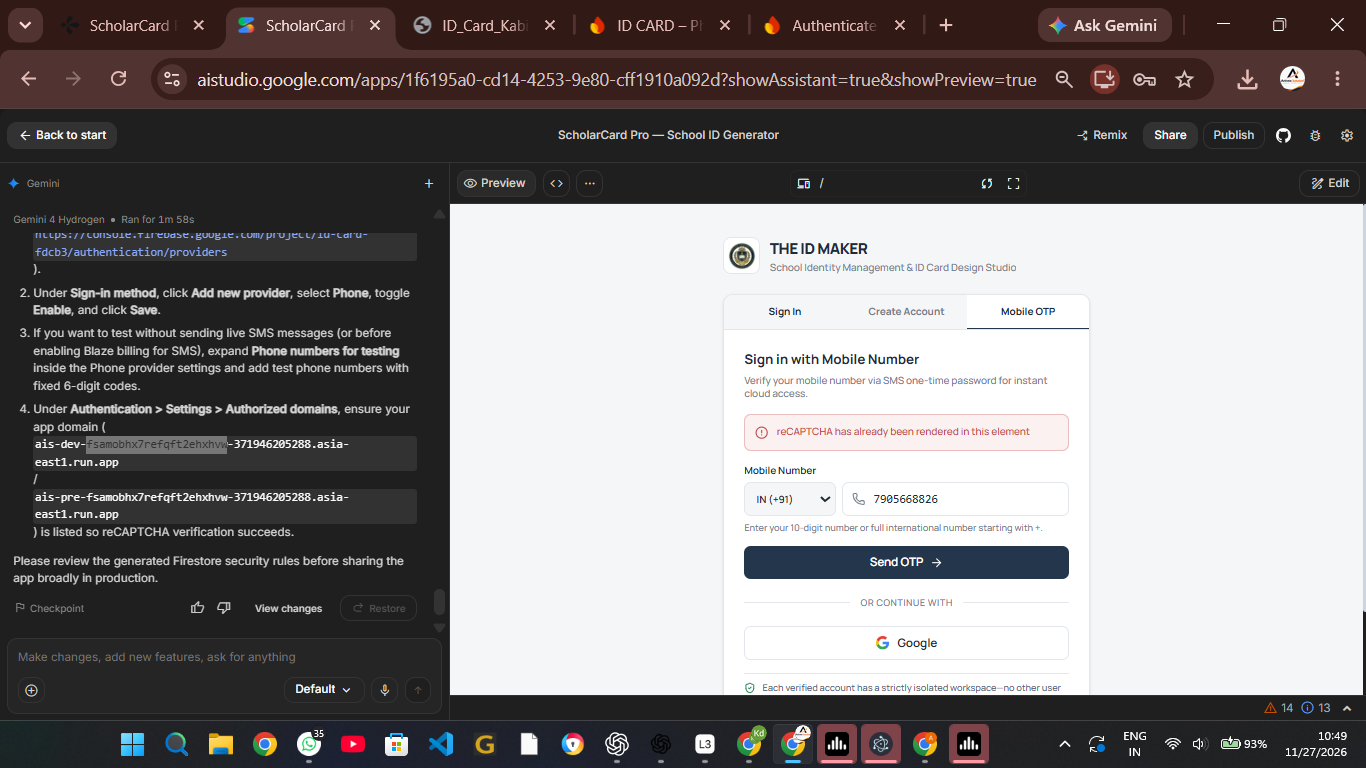 ScholarCard
ScholarCard
ID_Card_Kabi
ID CARD – P
Authenticate
Ask Gemini
aistudio.google.com/apps/1f6195a0-cd14-4253-9e80-cff1910a092d?showAssistant=true&showPreview=true
Back to start
ScholarCard Pro — School ID Generator
Remix
Share
Publish
Gemini
Preview
/
Edit
Gemini 4 Hydrogen • Ran for 1m 58s
https://console.firebase.google.com/project/id-card-
fdcb3/authentication/providers
).
2. Under Sign-in method, click Add new provider, select Phone, toggle
Enable, and click Save.
3. If you want to test without sending live SMS messages (or before
enabling Blaze billing for SMS), expand Phone numbers for testing
inside the Phone provider settings and add test phone numbers with
fixed 6-digit codes.
4. Under Authentication > Settings > Authorized domains, ensure your
app domain (
ais-dev-fsamobhx7refqft2ehxhvw-371946205288.asia-
east1.run.app
/
ais-pre-fsamobhx7refqft2ehxhvw-371946205288.asia-
east1.run.app
) is listed so reCAPTCHA verification succeeds.
Please review the generated Firestore security rules before sharing the
app broadly in production.
Checkpoint
View changes
Restore
Make changes, add new features, ask for anything
Default
THE ID MAKER
School Identity Management & ID Card Design Studio
Sign In
Create Account
Mobile OTP
Sign in with Mobile Number
Verify your mobile number via SMS one-time password for instant
cloud access.
reCAPTCHA has already been rendered in this element
Mobile Number
IN (+91)
7905668826
Enter your 10-digit number or full international number starting with +.
Send OTP
OR CONTINUE WITH
Google
Each verified account has a strictly isolated workspace—no other user
14
13
35
G
L3
Kd
ENG
IN
93%
10:49
11/27/2026